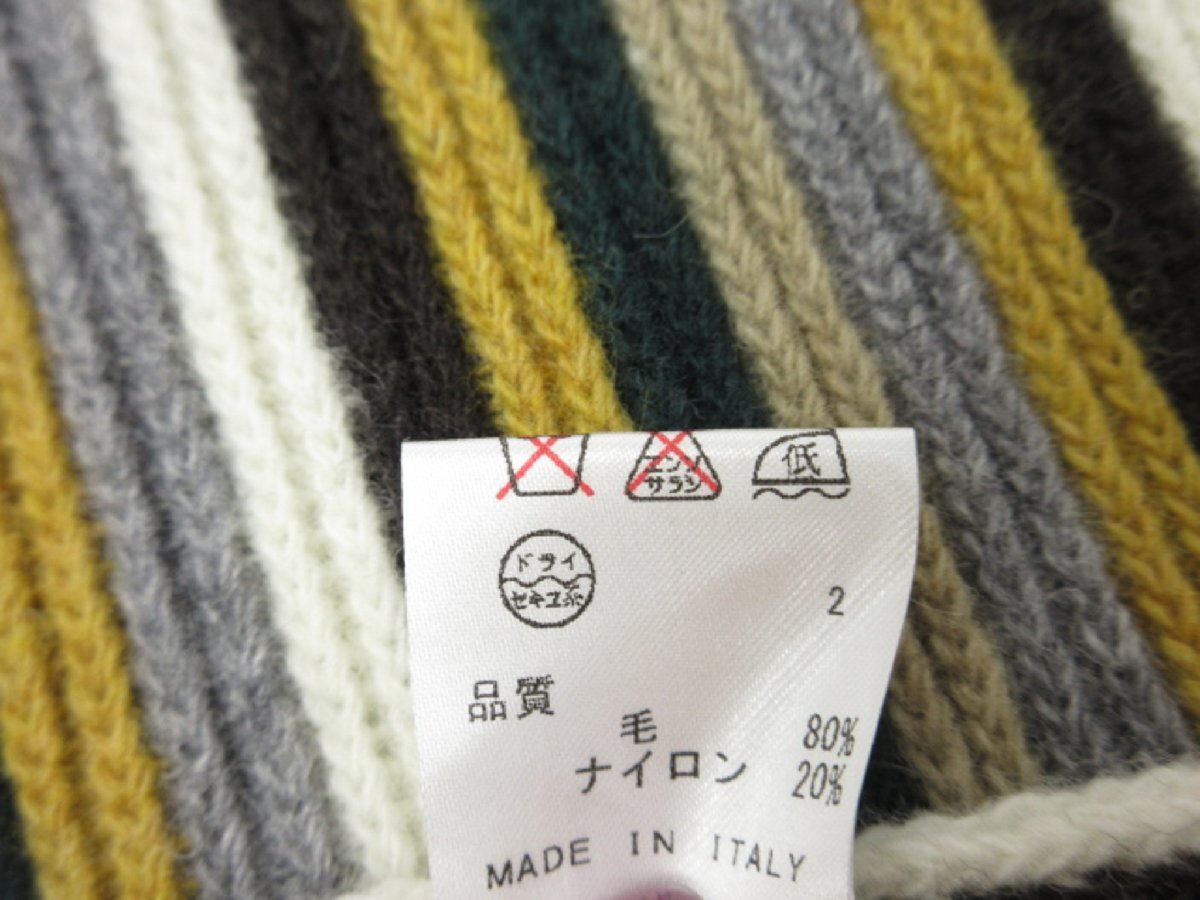 エンソ 低
サラシ
ドライ
セキユ系
2
品質
毛 80%
ナイロン 20%
MADE IN ITALY